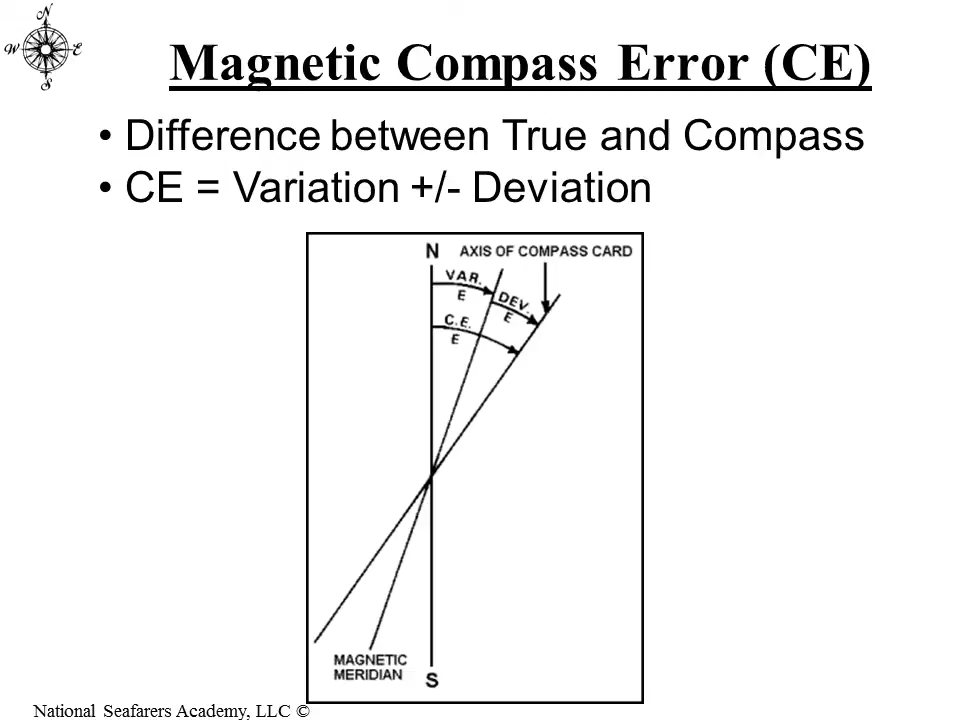 N
W E
S
Magnetic Compass Error (CE)
• Difference between True and Compass
• CE = Variation +/- Deviation
N AXIS OF COMPASS CARD
VAR.
E
DEV.
E
C.E.
E
MAGNETIC
MERIDIAN
S
National Seafarers Academy, LLC ©